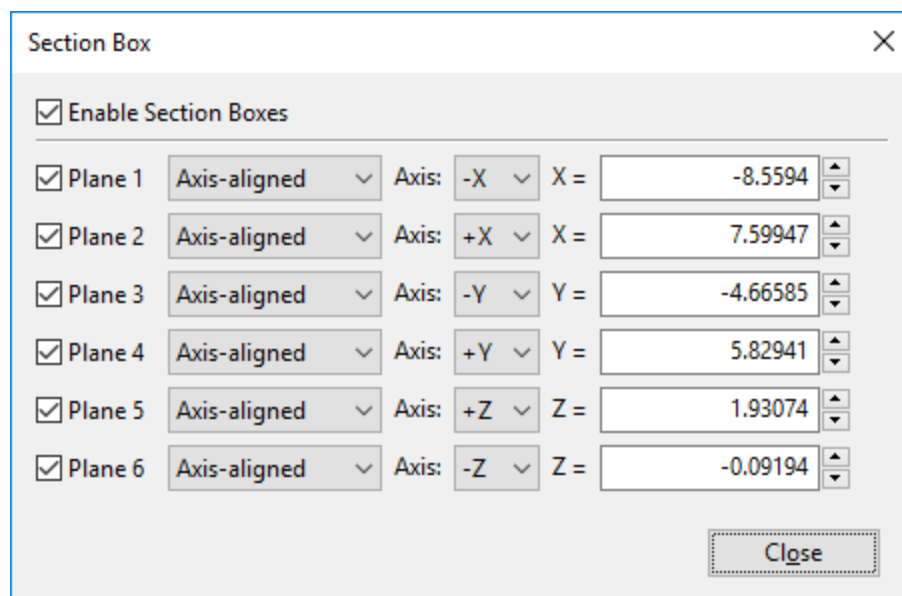 Section Box
Enable Section Boxes
Plane 1 Axis-aligned Axis: -X X = -8.5594
Plane 2 Axis-aligned Axis: +X X = 7.59947
Plane 3 Axis-aligned Axis: -Y Y = -4.66585
Plane 4 Axis-aligned Axis: +Y Y = 5.82941
Plane 5 Axis-aligned Axis: +Z Z = 1.93074
Plane 6 Axis-aligned Axis: -Z Z = -0.09194
Close